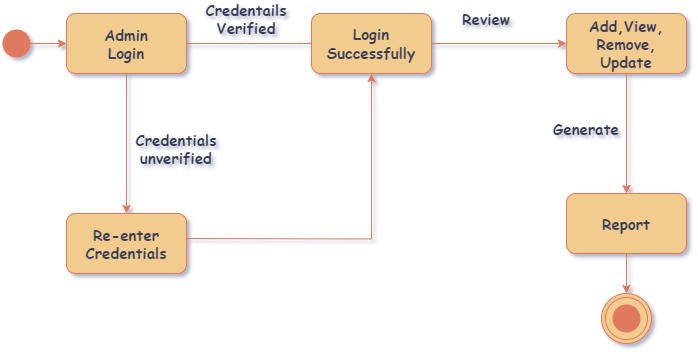 Credentails
Verified
Admin
Login
Login
Successfully
Review
Add,View,
Remove,
Update
Credentials
unverified
Generate
Re-enter
Credentials
Report